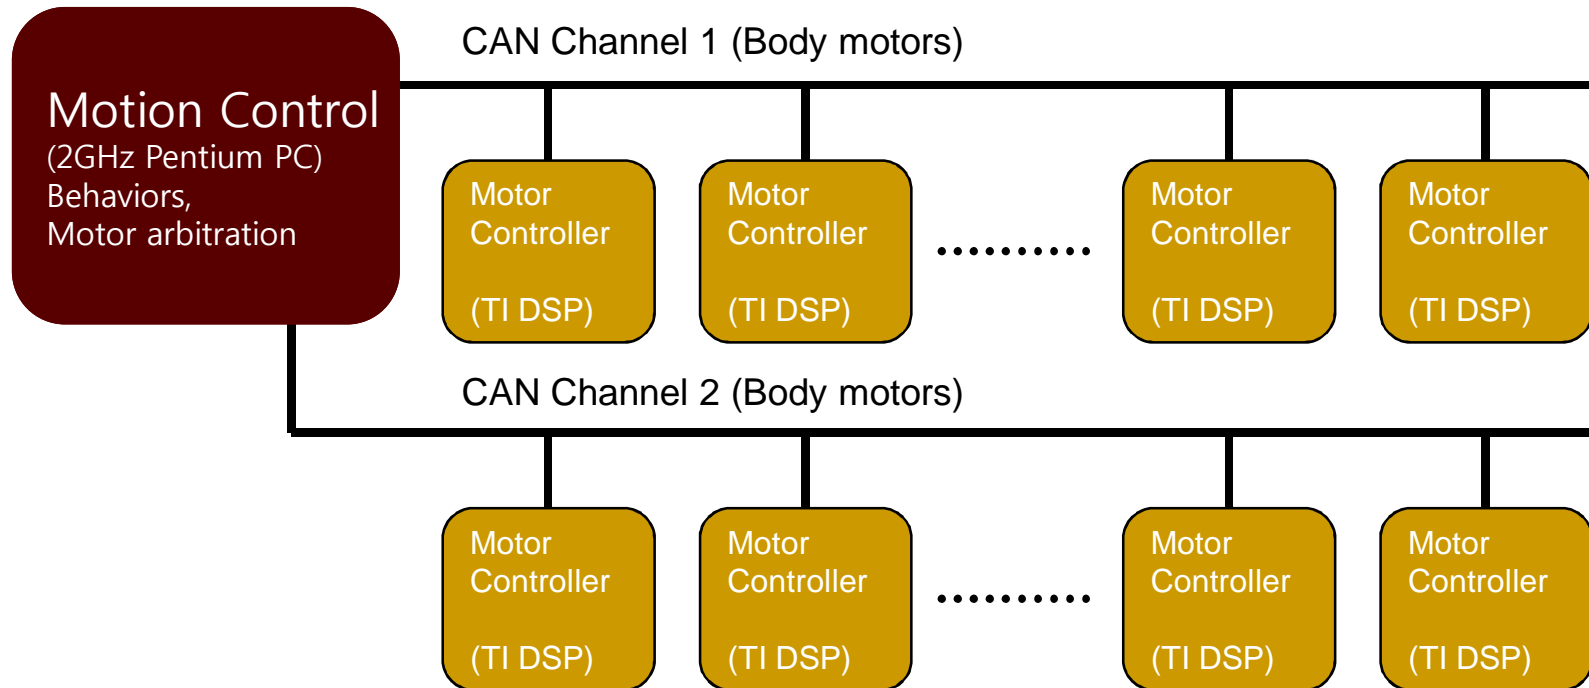 CAN Channel 1 (Body motors)
Motion Control
(2GHz Pentium PC)
Behaviors,
Motor arbitration
Motor
Controller
(TI DSP)
Motor
Controller
(TI DSP)
..........
Motor
Controller
(TI DSP)
Motor
Controller
(TI DSP)
CAN Channel 2 (Body motors)
Motor
Controller
(TI DSP)
Motor
Controller
(TI DSP)
..........
Motor
Controller
(TI DSP)
Motor
Controller
(TI DSP)